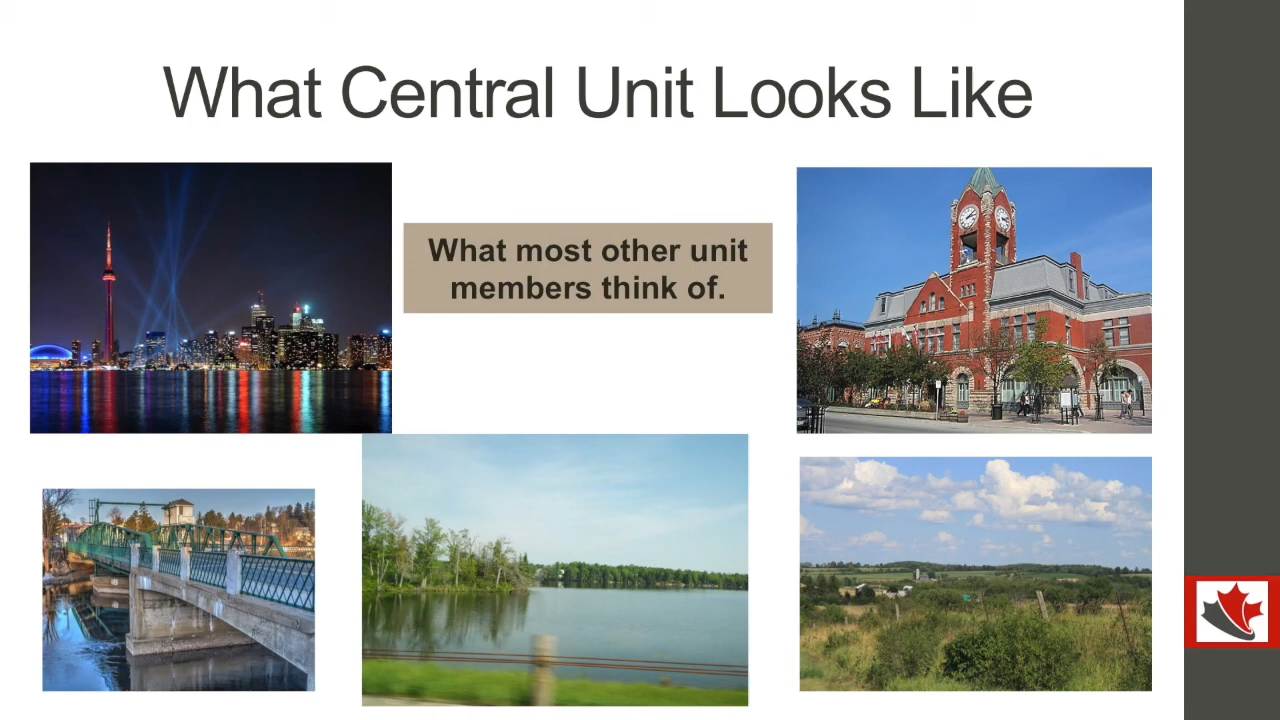 What Central Unit Looks Like
What most other unit
members think of.